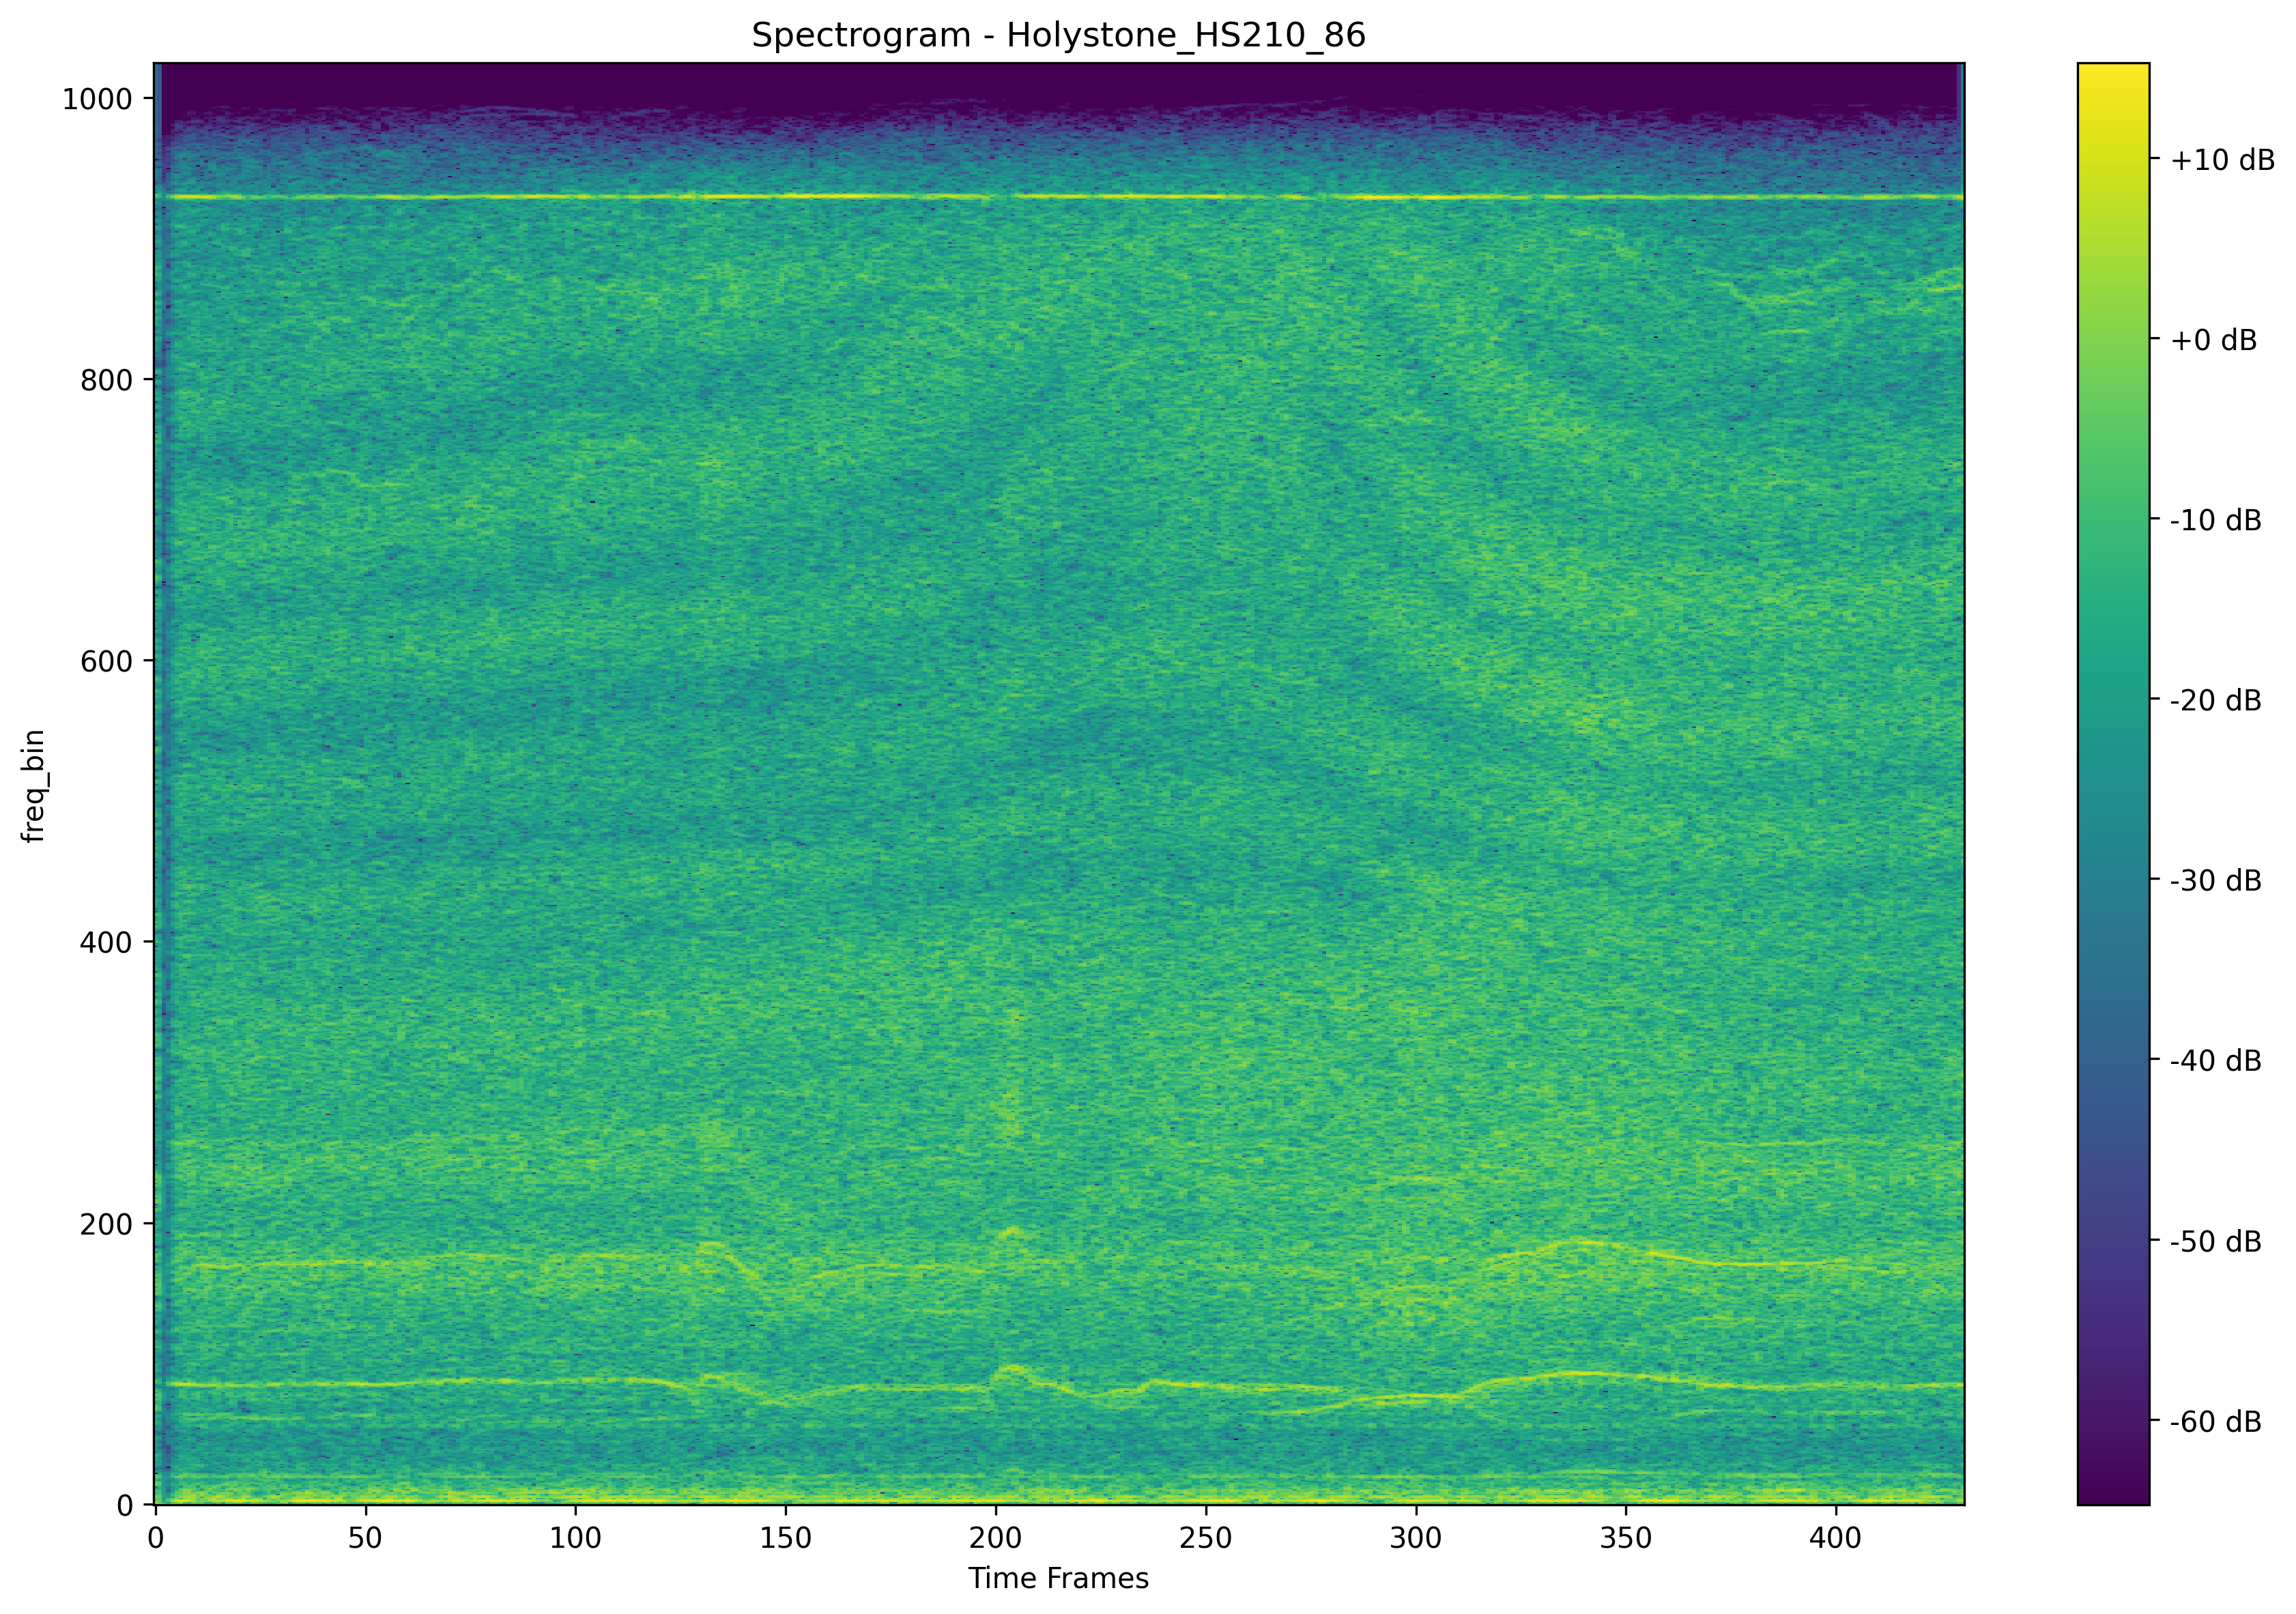 Spectrogram - Holystone_HS210_86
1000
800
600
400
200
0
freq_bin
0 50 100 150 200 250 300 350 400
Time Frames
+10 dB
+0 dB
-10 dB
-20 dB
-30 dB
-40 dB
-50 dB
-60 dB